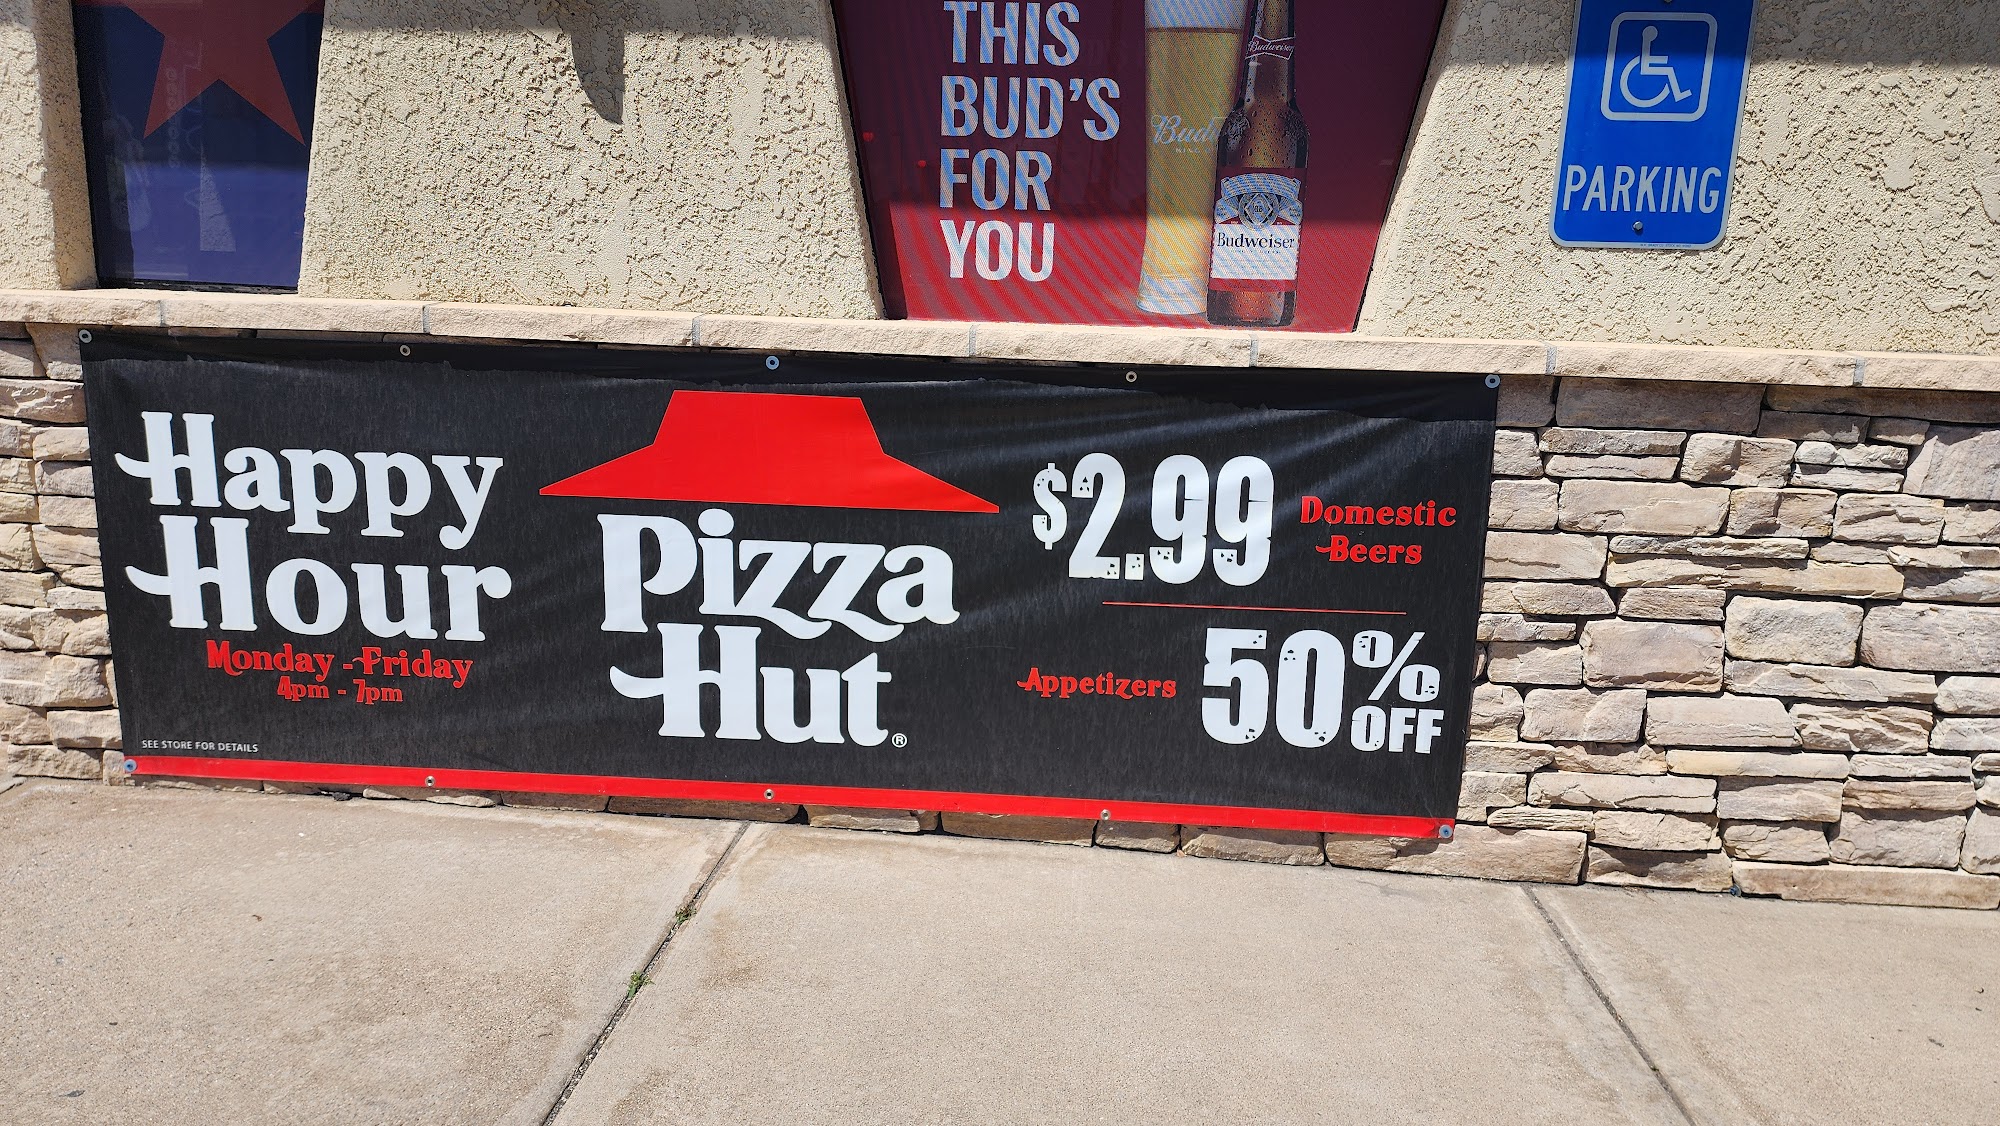 THIS
BUD'S
FOR
YOU
Budweiser
Budweiser
PARKING
Happy
Hour
Monday - Friday
4pm - 7pm
SEE STORE FOR DETAILS
Pizza
Hut®
$2.99 Domestic
Beers
Appetizers 50%
OFF